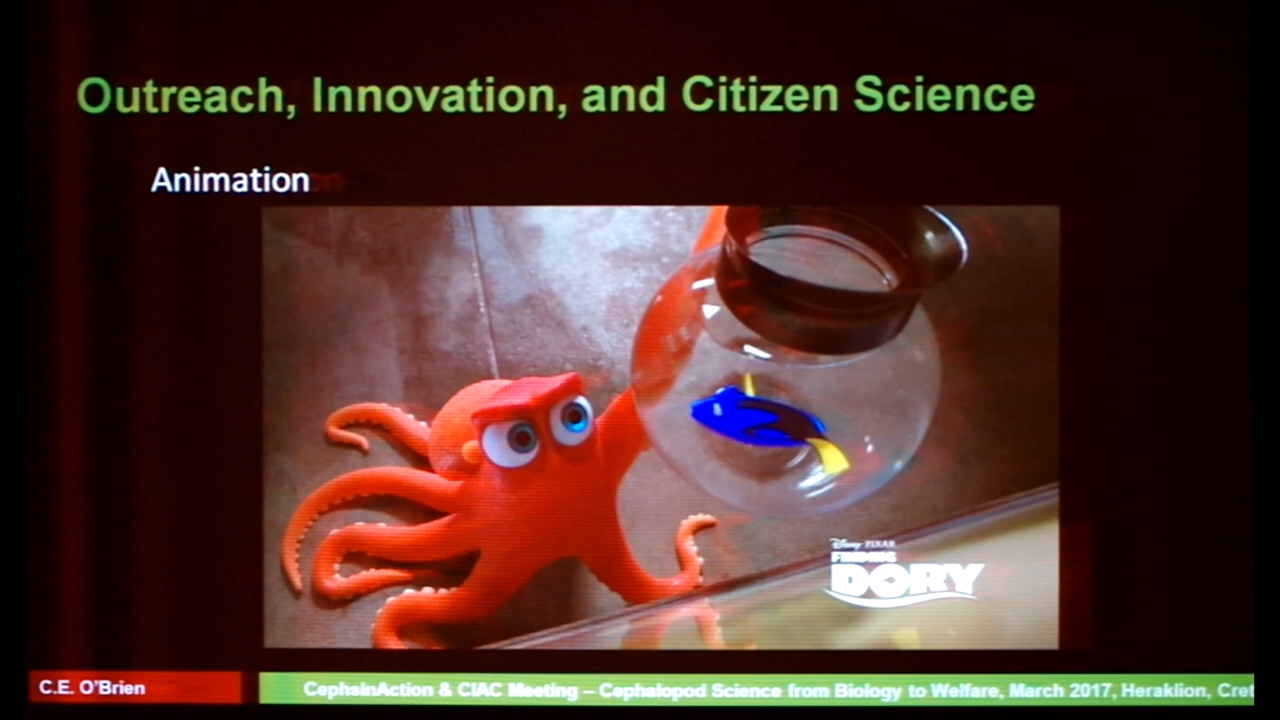 Outreach, Innovation, and Citizen Science
Animation
Disney PIXAR
FINDING
DORY
C.E. O'Brien
CephsInAction & CIAC Meeting – Cephalopod Science from Biology to Welfare, March 2017, Heraklion, Cret